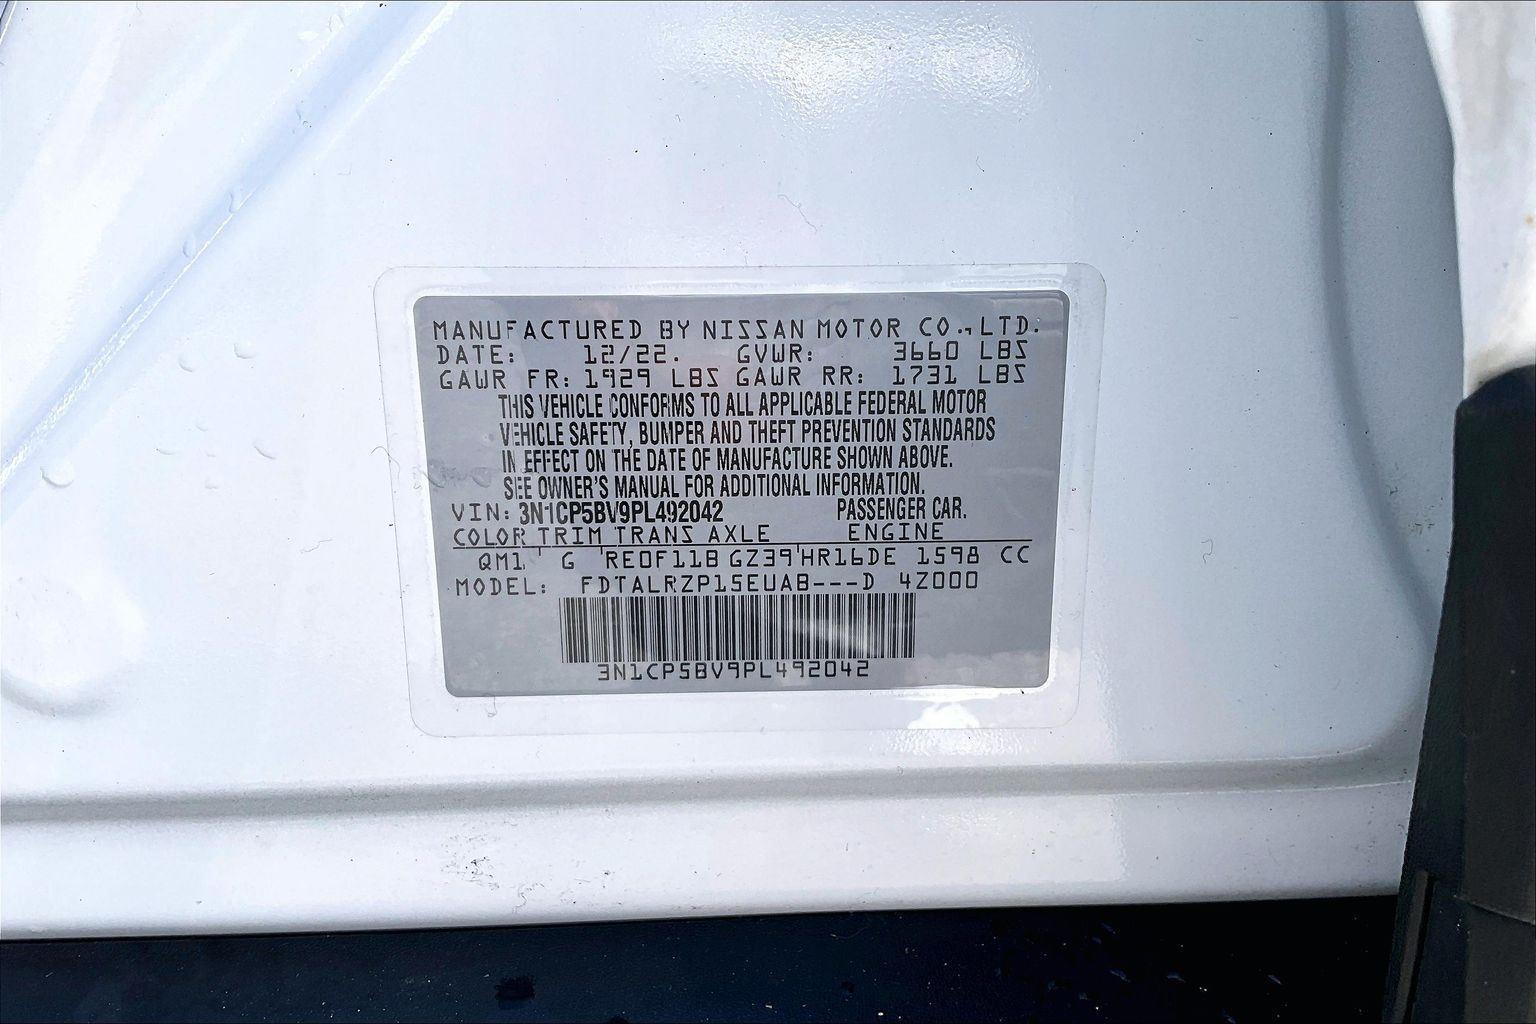 MANUFACTURED BY NISSAN MOTOR CO., LTD.
DATE: 12/22. GVWR: 3660 LBS
GAWR FR: 1929 LBS GAWR RR: 1731 LBS
THIS VEHICLE CONFORMS TO ALL APPLICABLE FEDERAL MOTOR
VEHICLE SAFETY, BUMPER AND THEFT PREVENTION STANDARDS
IN EFFECT ON THE DATE OF MANUFACTURE SHOWN ABOVE.
SEE OWNER'S MANUAL FOR ADDITIONAL INFORMATION.
VIN: 3N1CP5BV9PL492042 PASSENGER CAR.
COLOR TRIM TRANS AXLE ENGINE
QM1 G RE0F11B GZ39 HR16DE 1598 CC
MODEL: FDTALRZP15EUAB---D 4Z000
3N1CP5BV9PL492042